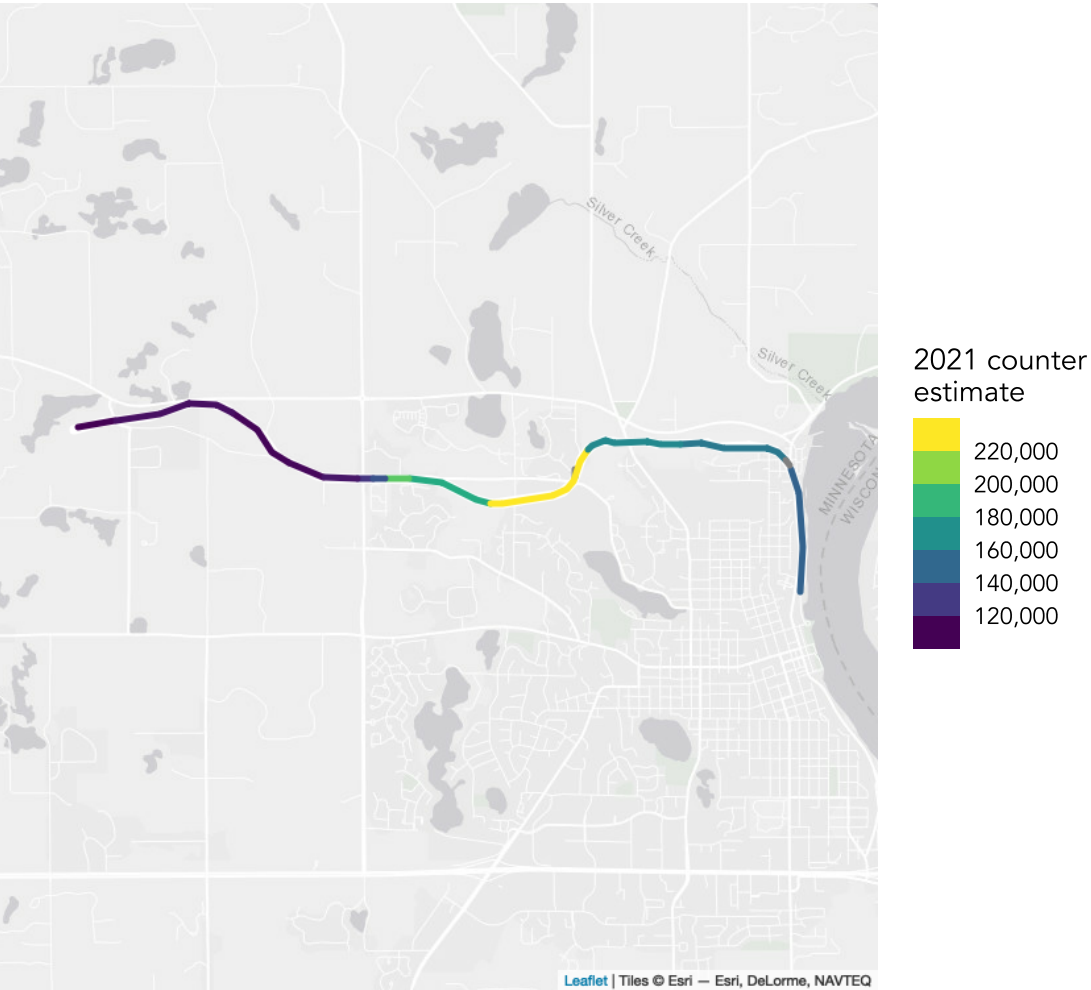 Silver Creek
Silver Creek
MINNESOTA
WISCON
2021 counter
estimate
220,000
200,000
180,000
160,000
140,000
120,000
Leaflet | Tiles © Esri — Esri, DeLorme, NAVTEQ